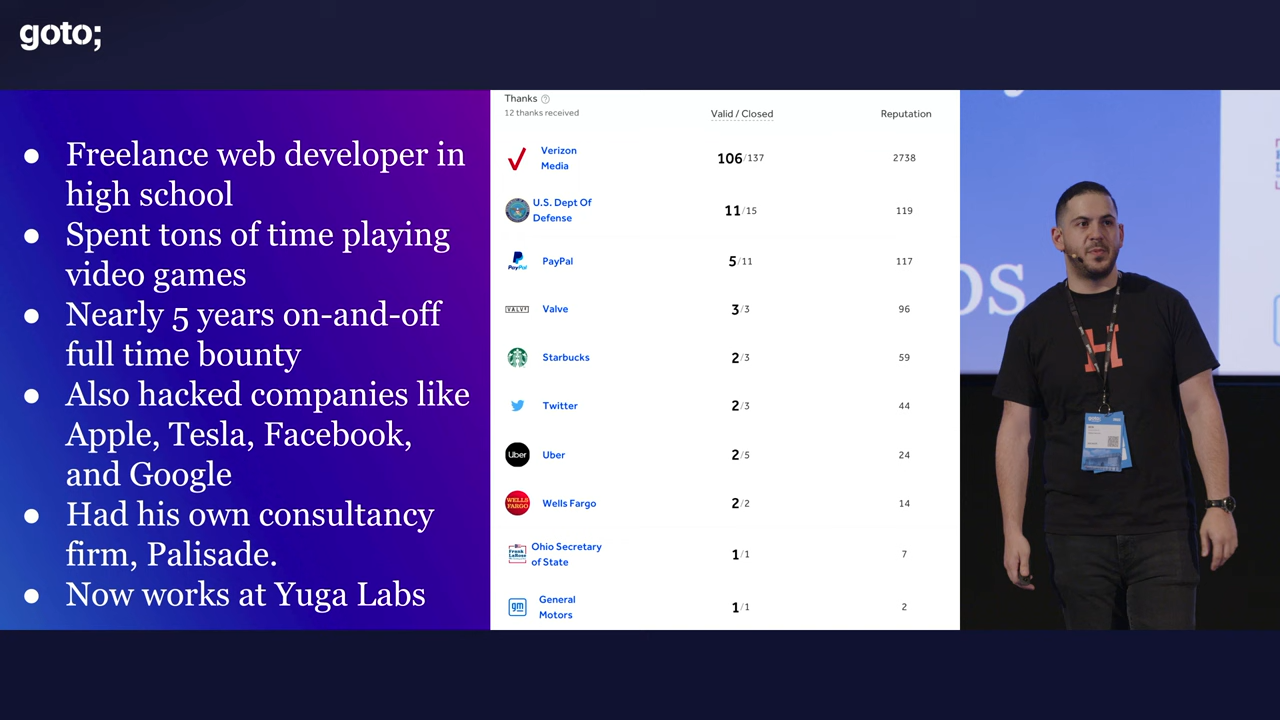 goto;
● Freelance web developer in
high school
● Spent tons of time playing
video games
● Nearly 5 years on-and-off
full time bounty
● Also hacked companies like
Apple, Tesla, Facebook,
and Google
● Had his own consultancy
firm, Palisade.
● Now works at Yuga Labs
Thanks ?
12 thanks received
Valid / Closed
Reputation
Verizon
Media
106/137
2738
U.S. Dept Of
Defense
11/15
119
PayPal
PayPal
5/11
117
VALVE
Valve
3/3
96
Starbucks
2/3
59
Twitter
2/3
44
Uber
Uber
2/5
24
WELLS
FARGO
Wells Fargo
2/2
14
Frank
LaRose
Ohio Secretary
of State
1/1
7
gm
General
Motors
1/1
2
os
H
goto;